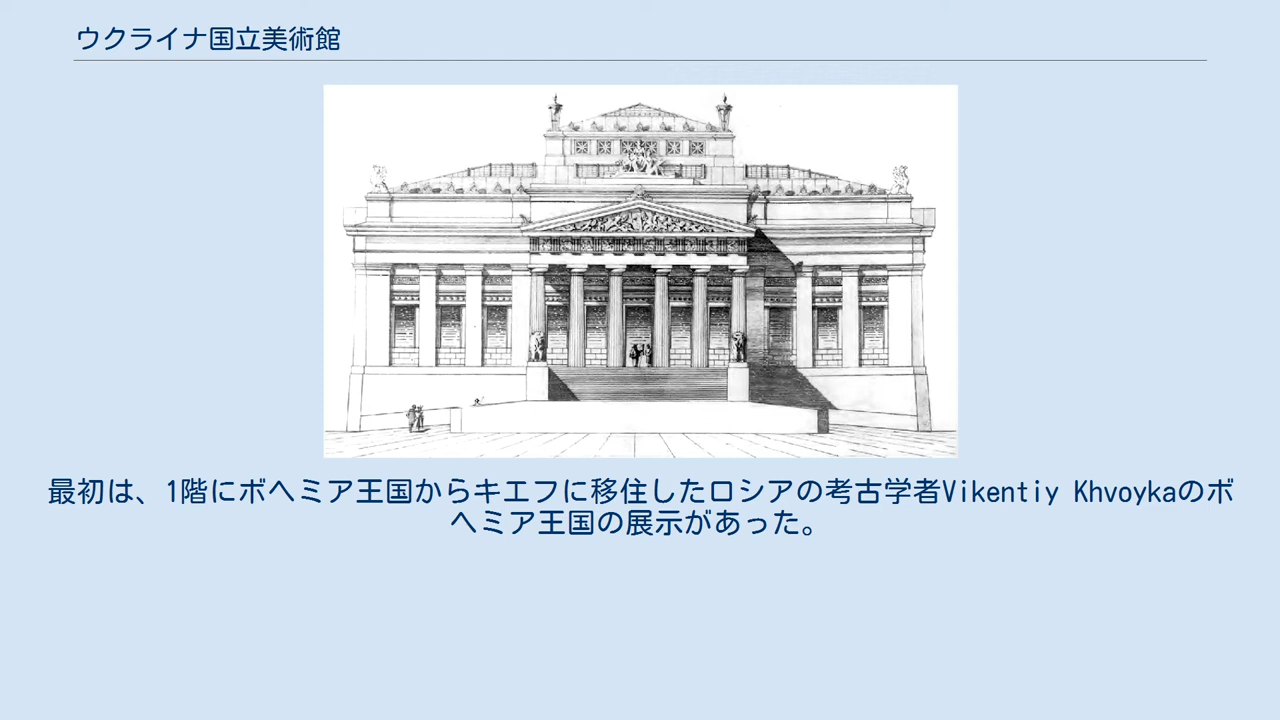 ウクライナ国立美術館
最初は、1階にボヘミア王国からキエフに移住したロシアの考古学者Vikentiy Khvoykaのボ
ヘミア王国の展示があった。